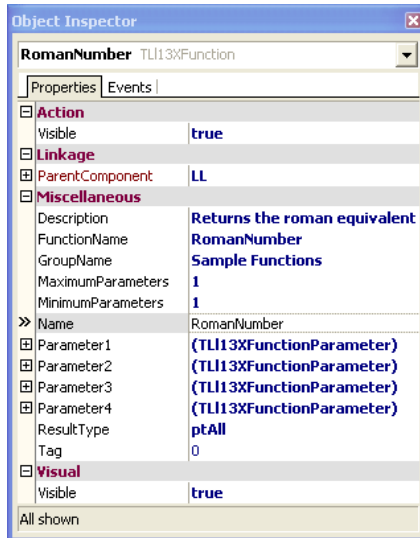 Object Inspector
RomanNumber TLl13XFunction
Properties Events
Action
Visible true
Linkage
ParentComponent LL
Miscellaneous
Description Returns the roman equivalent
FunctionName RomanNumber
GroupName Sample Functions
MaximumParameters 1
MinimumParameters 1
Name RomanNumber
Parameter1 (TLl13XFunctionParameter)
Parameter2 (TLl13XFunctionParameter)
Parameter3 (TLl13XFunctionParameter)
Parameter4 (TLl13XFunctionParameter)
ResultType ptAll
Tag 0
Visual
Visible true
All shown